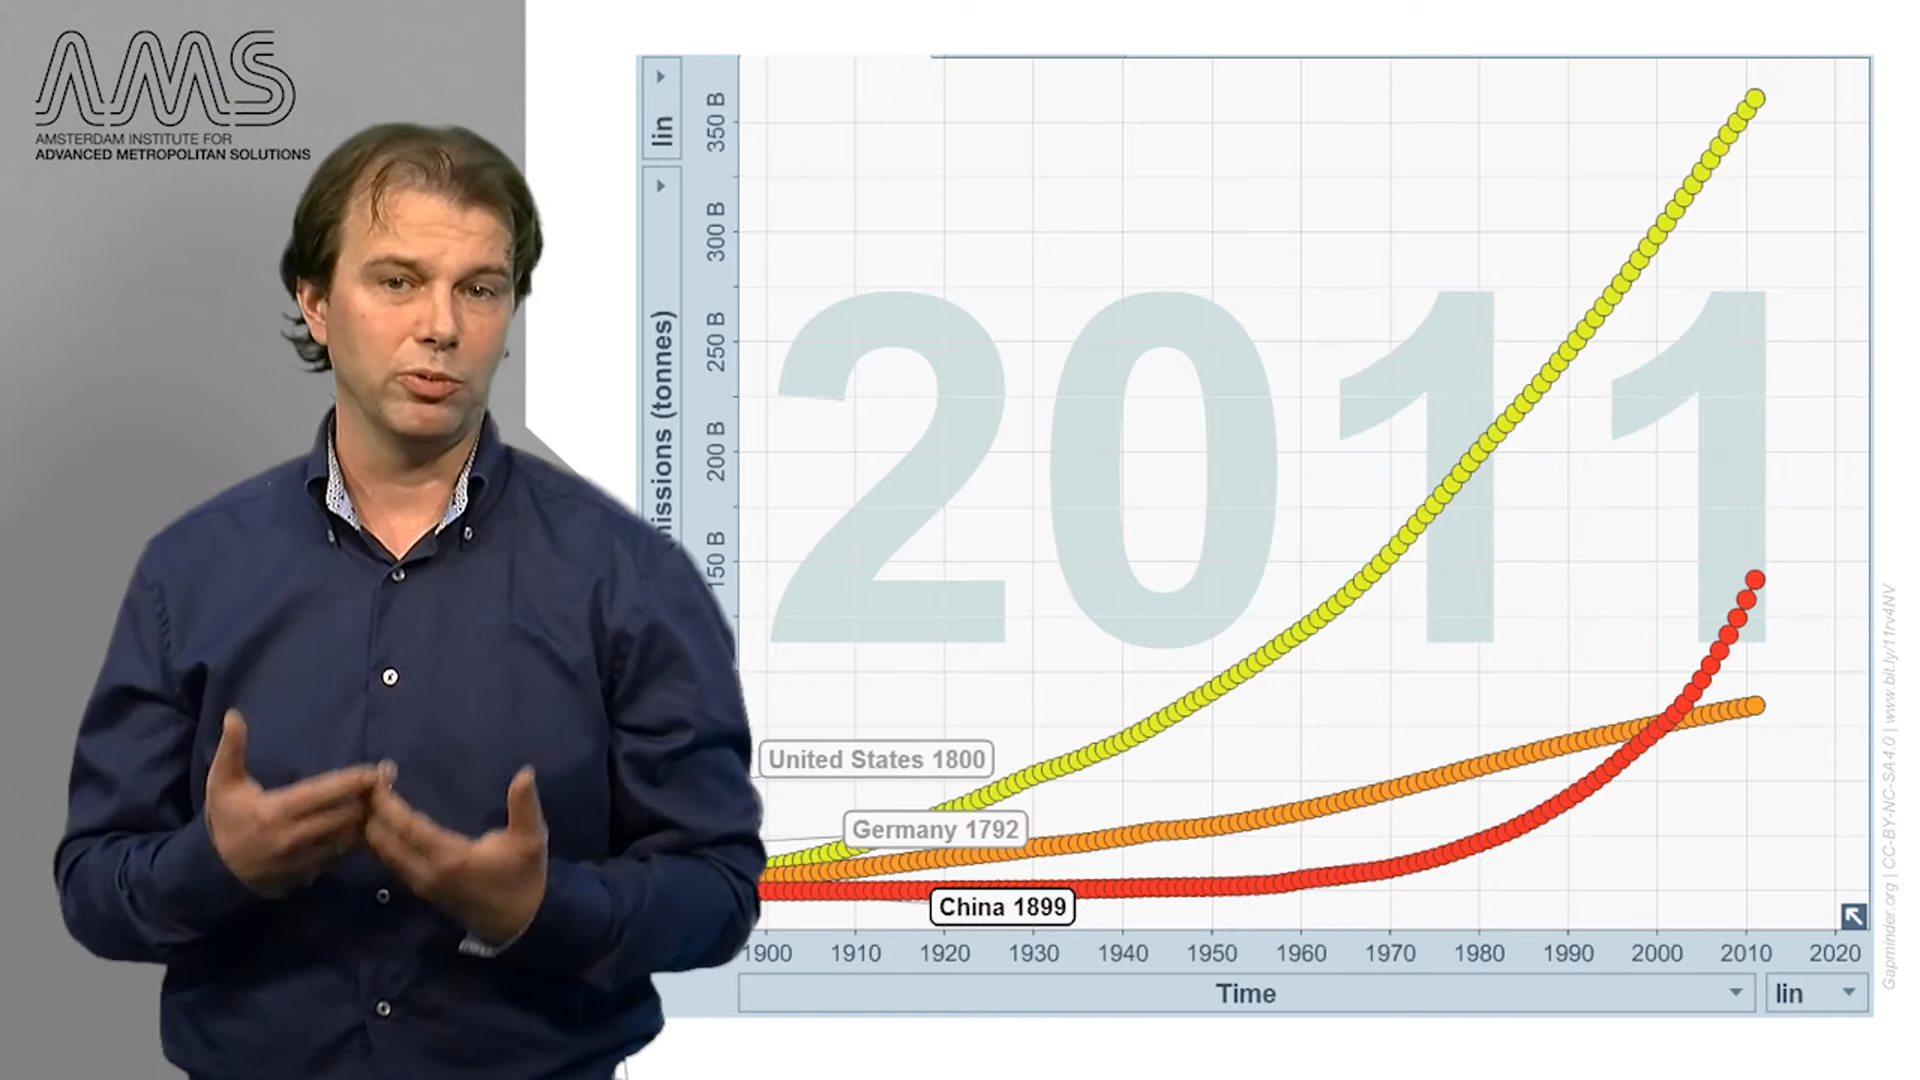 AMS
AMSTERDAM INSTITUTE FOR
ADVANCED METROPOLITAN SOLUTIONS
lin
350 B
300 B
250 B
200 B
150 B
missions (tonnes)
2011
United States 1800
Germany 1792
China 1899
1900 1910 1920 1930 1940 1950 1960 1970 1980 1990 2000 2010 2020
Time
lin
Gapminder.org | CC-BY-NC-SA 4.0 | www.bit.ly/11rv4NV